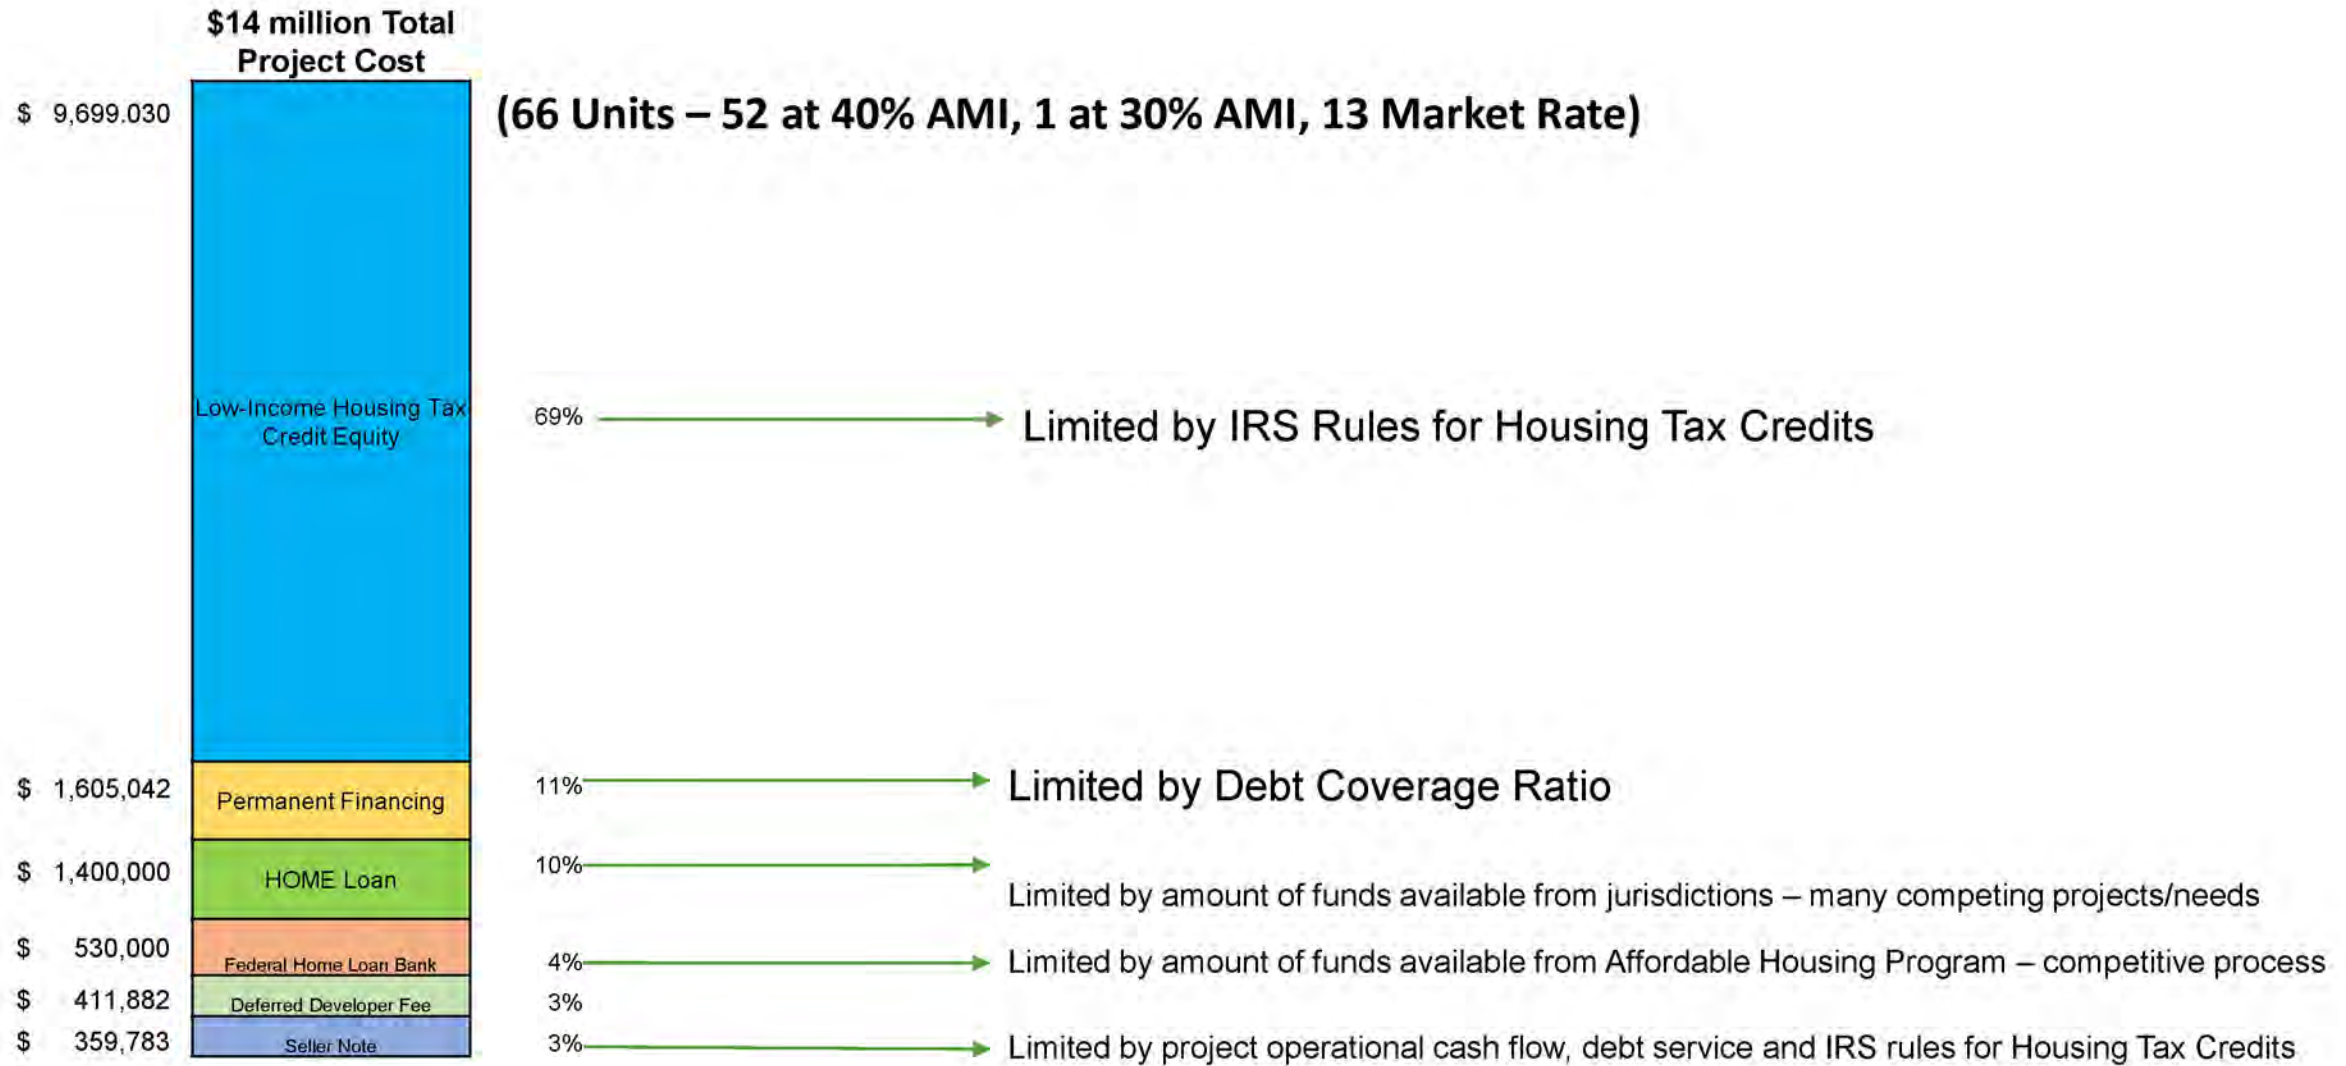 $14 million Total
Project Cost
$ 9,699.030
(66 Units – 52 at 40% AMI, 1 at 30% AMI, 13 Market Rate)
Low-Income Housing Tax
Credit Equity
69%
Limited by IRS Rules for Housing Tax Credits
$ 1,605,042
Permanent Financing
11%
Limited by Debt Coverage Ratio
$ 1,400,000
HOME Loan
10%
Limited by amount of funds available from jurisdictions – many competing projects/needs
$ 530,000
Federal Home Loan Bank
4%
Limited by amount of funds available from Affordable Housing Program – competitive process
$ 411,882
Deferred Developer Fee
3%
$ 359,783
Seller Note
3%
Limited by project operational cash flow, debt service and IRS rules for Housing Tax Credits